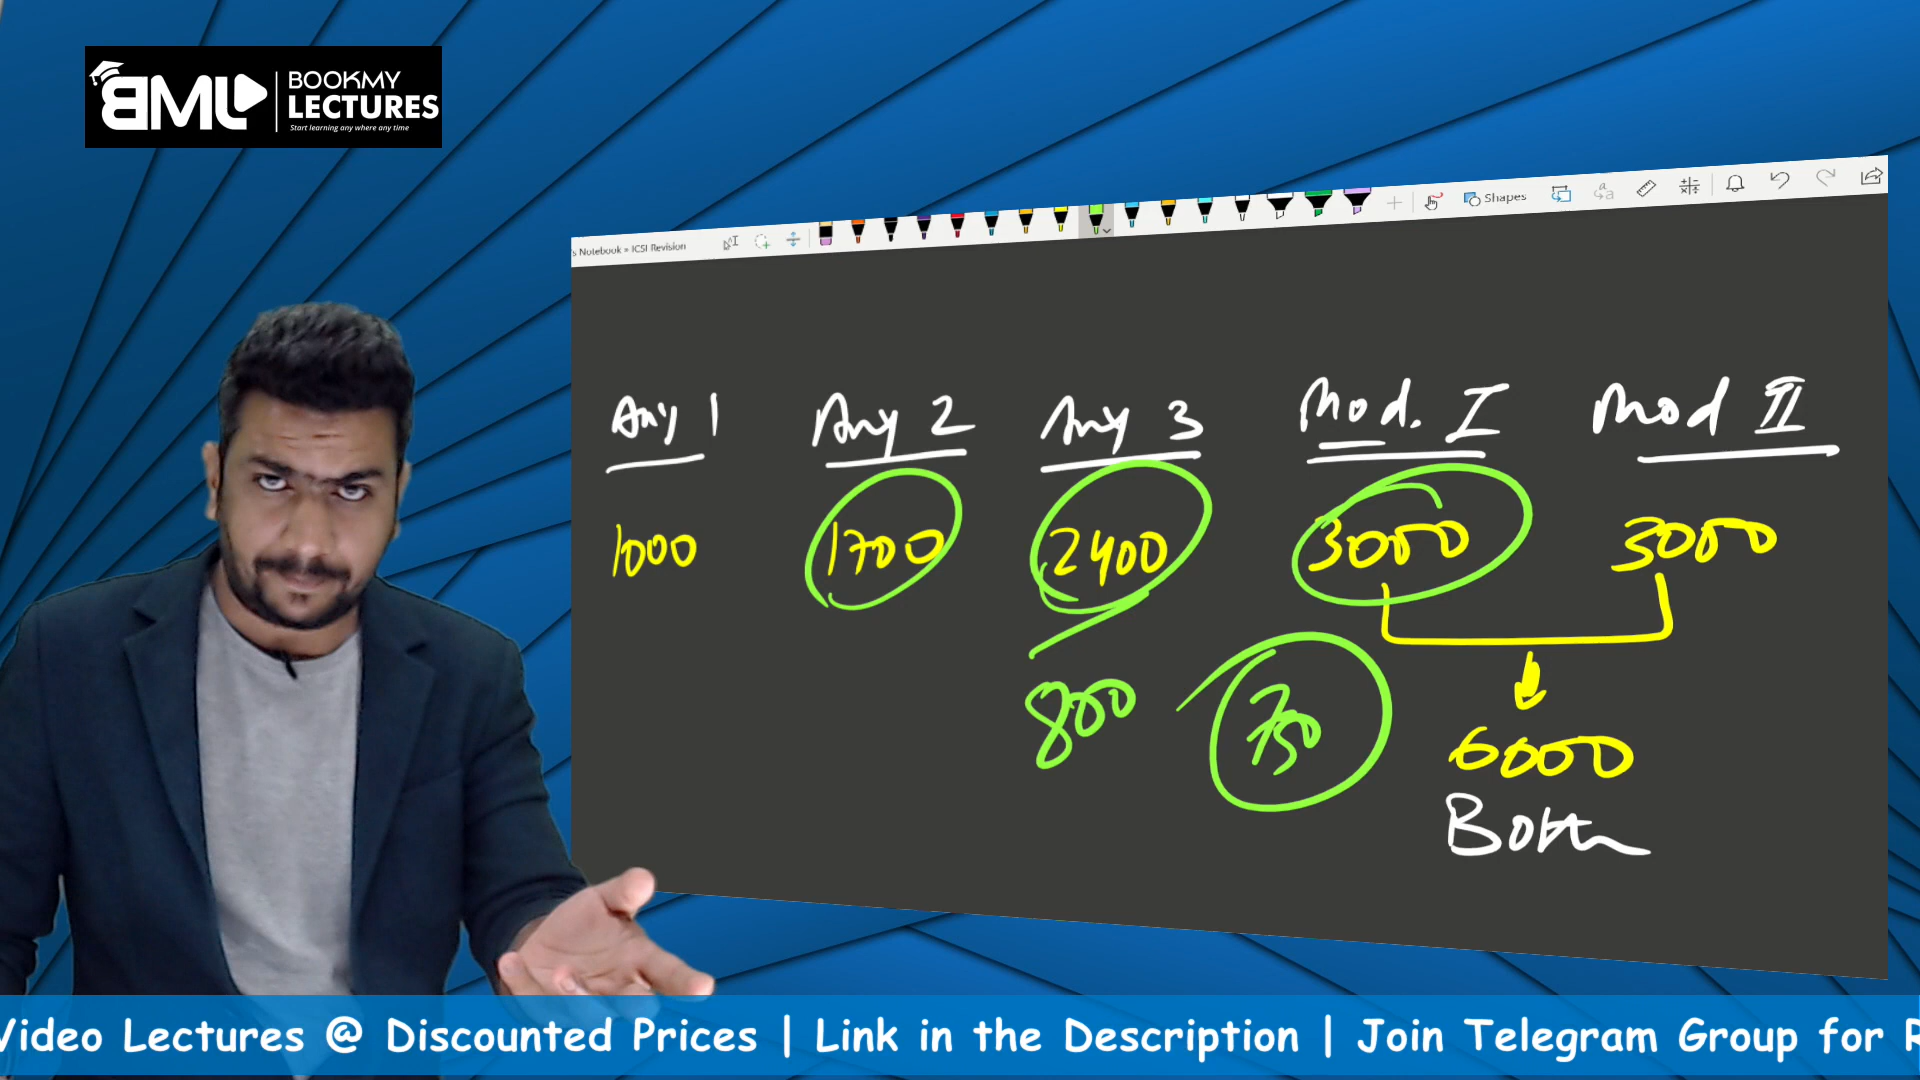 BML
BOOKMY
LECTURES
Start learning any where any time
s Notebook » ICSI Revision
Shapes
Any 1 Any 2 Any 3 Mod. I Mod II
1000 1700 2400 3000 3000
800 750 6000
Both
Video Lectures @ Discounted Prices | Link in the Description | Join Telegram Group for R